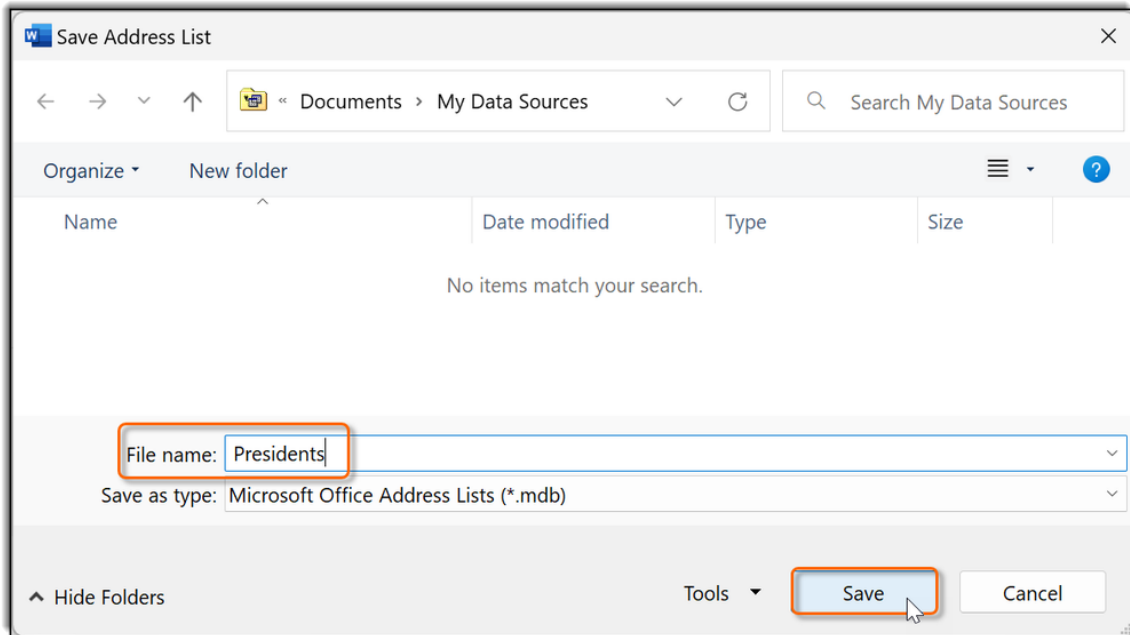 Save Address List
« Documents › My Data Sources
Search My Data Sources
Organize
New folder
?
Name
Date modified
Type
Size
No items match your search.
File name: Presidents
Save as type: Microsoft Office Address Lists (*.mdb)
Hide Folders
Tools
Save
Cancel